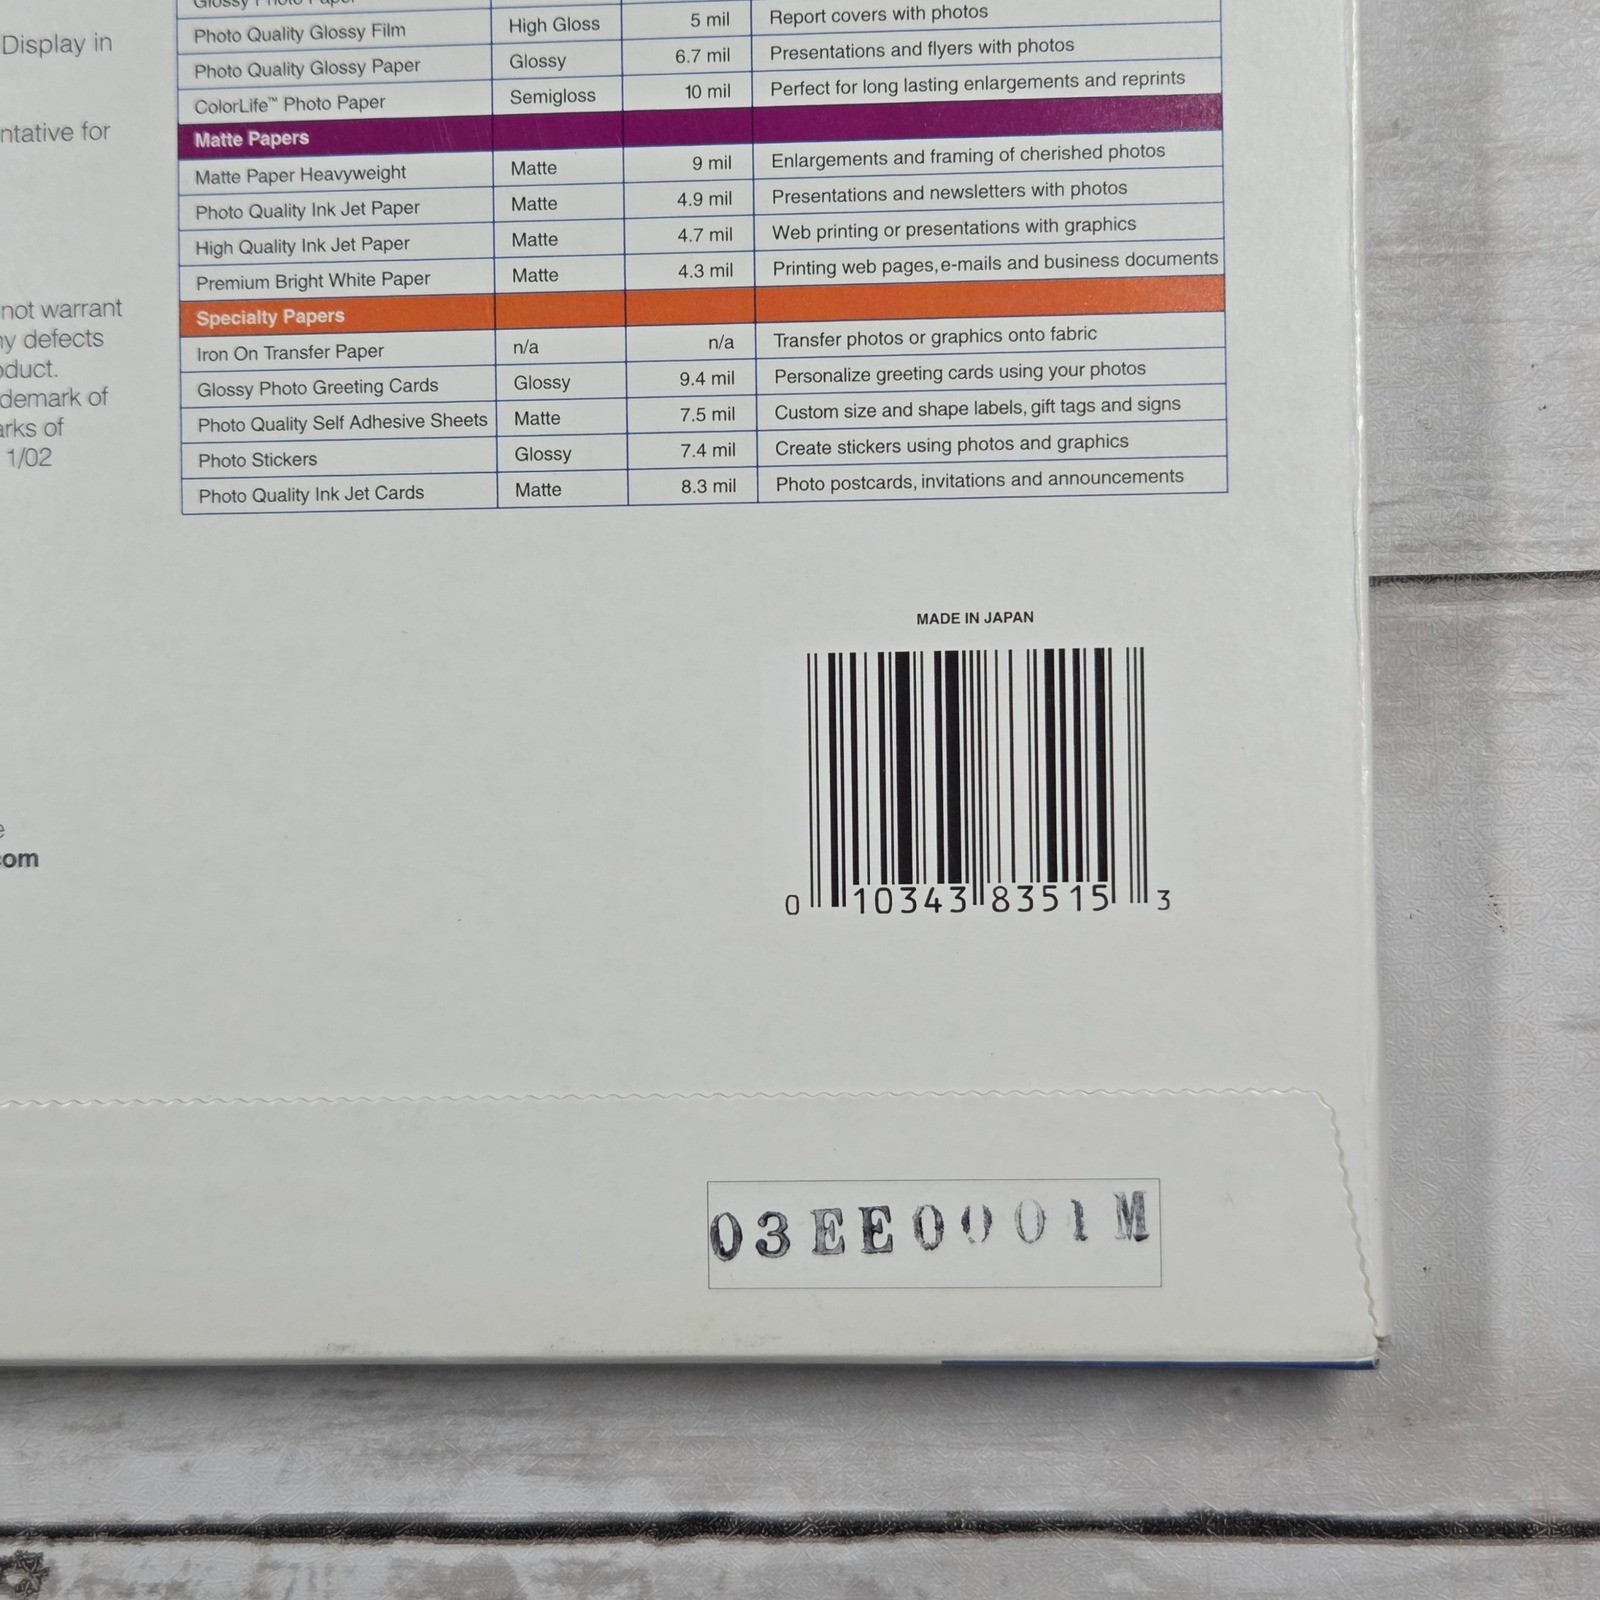 Display in
ntative for
not warrant
ny defects
oduct.
demark of
arks of
1/02
e
com
Glossy Photo Paper
Photo Quality Glossy Film High Gloss 5 mil Report covers with photos
Photo Quality Glossy Paper Glossy 6.7 mil Presentations and flyers with photos
ColorLife™ Photo Paper Semigloss 10 mil Perfect for long lasting enlargements and reprints
Matte Papers
Matte Paper Heavyweight Matte 9 mil Enlargements and framing of cherished photos
Photo Quality Ink Jet Paper Matte 4.9 mil Presentations and newsletters with photos
High Quality Ink Jet Paper Matte 4.7 mil Web printing or presentations with graphics
Premium Bright White Paper Matte 4.3 mil Printing web pages, e-mails and business documents
Specialty Papers
Iron On Transfer Paper n/a n/a Transfer photos or graphics onto fabric
Glossy Photo Greeting Cards Glossy 9.4 mil Personalize greeting cards using your photos
Photo Quality Self Adhesive Sheets Matte 7.5 mil Custom size and shape labels, gift tags and signs
Photo Stickers Glossy 7.4 mil Create stickers using photos and graphics
Photo Quality Ink Jet Cards Matte 8.3 mil Photo postcards, invitations and announcements
MADE IN JAPAN
0 10343 83515 3
03EE0001M